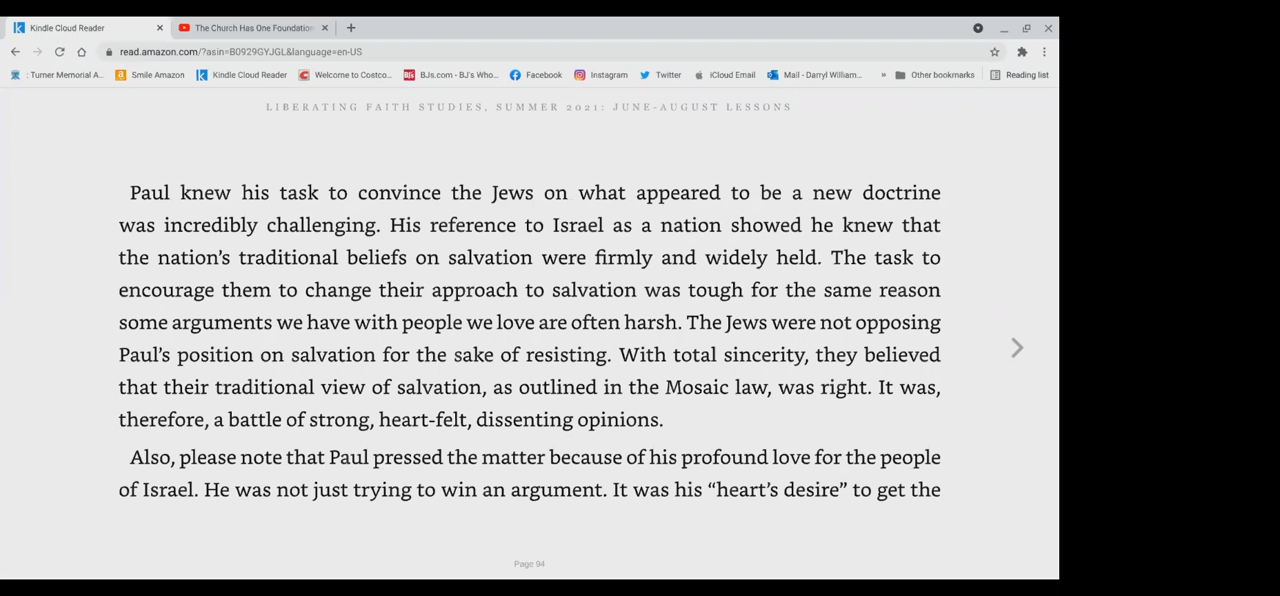 Kindle Cloud Reader
The Church Has One Foundation
read.amazon.com/?asin=B0929GYJGL&language=en-US
: Turner Memorial A...
Smile Amazon
Kindle Cloud Reader
Welcome to Costco...
BJs.com - BJ's Who...
Facebook
Instagram
Twitter
iCloud Email
Mail - Darryl William...
»
Other bookmarks
Reading list
LIBERATING FAITH STUDIES, SUMMER 2021: JUNE-AUGUST LESSONS
Paul knew his task to convince the Jews on what appeared to be a new doctrine
was incredibly challenging. His reference to Israel as a nation showed he knew that
the nation's traditional beliefs on salvation were firmly and widely held. The task to
encourage them to change their approach to salvation was tough for the same reason
some arguments we have with people we love are often harsh. The Jews were not opposing
Paul's position on salvation for the sake of resisting. With total sincerity, they believed
that their traditional view of salvation, as outlined in the Mosaic law, was right. It was,
therefore, a battle of strong, heart-felt, dissenting opinions.
Also, please note that Paul pressed the matter because of his profound love for the people
of Israel. He was not just trying to win an argument. It was his “heart's desire” to get the
Page 94